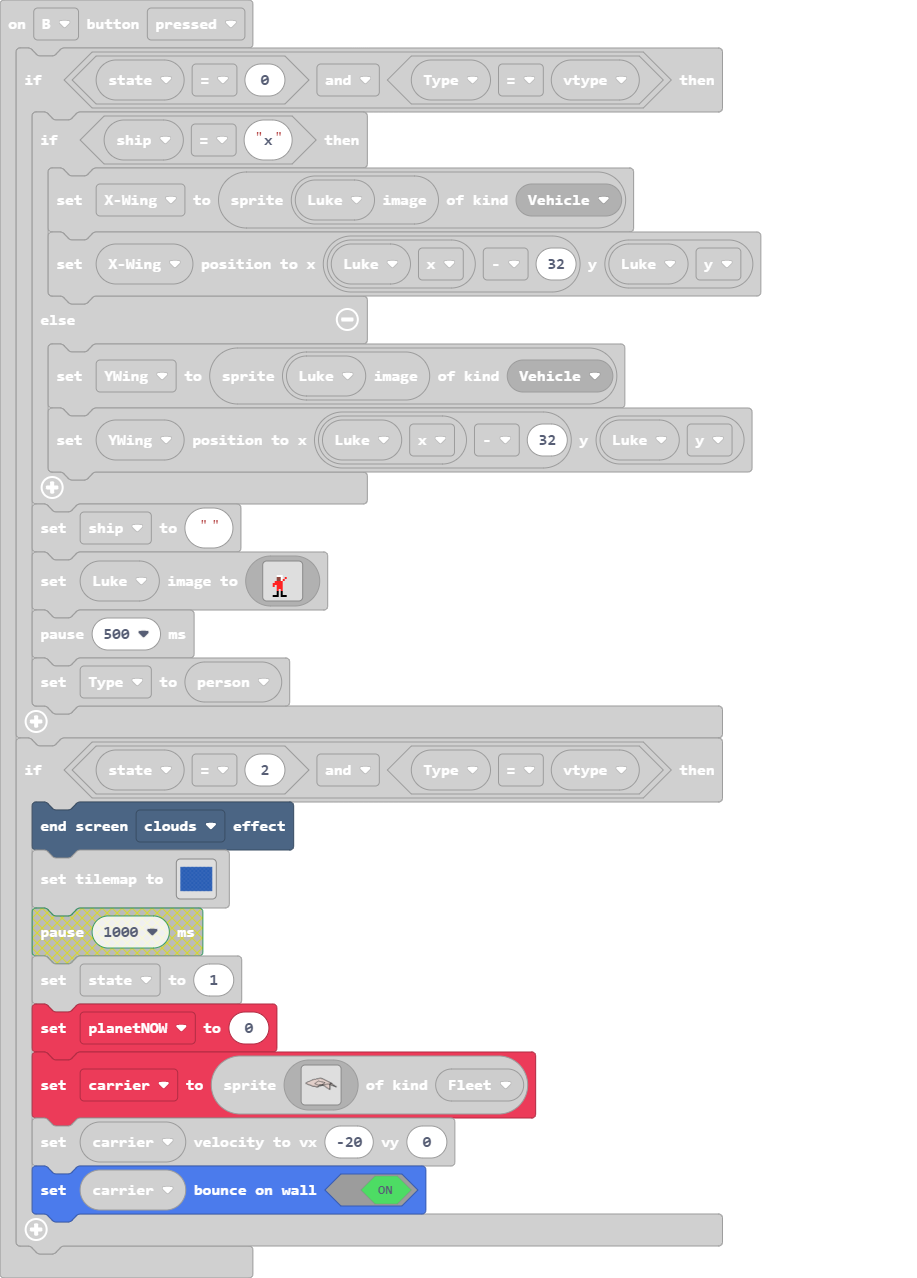 on B button pressed
if state = 0 and Type = vtype then
if ship = "x" then
set X-Wing to sprite Luke image of kind Vehicle
set X-Wing position to x Luke x - 32 y Luke y
else
set YWing to sprite Luke image of kind Vehicle
set YWing position to x Luke x - 32 y Luke y
set ship to " "
set Luke image to
pause 500 ms
set Type to person
if state = 2 and Type = vtype then
end screen clouds effect
set tilemap to
pause 1000 ms
set state to 1
set planetNOW to 0
set carrier to sprite of kind Fleet
set carrier velocity to vx -20 vy 0
set carrier bounce on wall ON